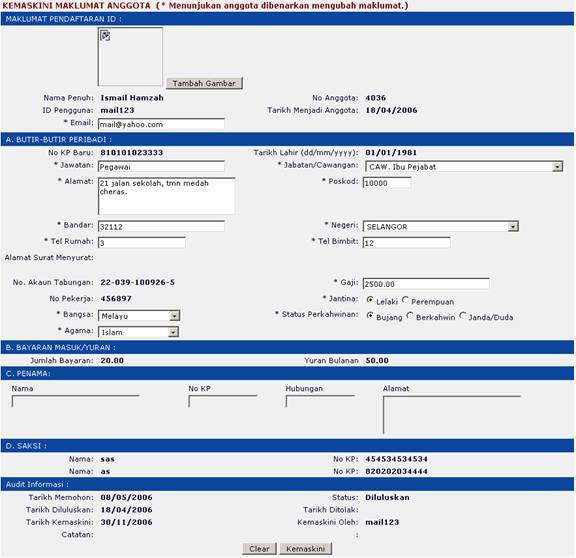 KEMASKINI MAKLUMAT ANGGOTA (* Menunjukan anggota dibenarkan mengubah maklumat.)
MAKLUMAT PENDAFTARAN ID :
Tambah Gambar
Nama Penuh: Ismail Hamzah No Anggota: 4036
ID Pengguna: mail123 Tarikh Menjadi Anggota: 18/04/2006
* Email: mail@yahoo.com
A. BUTIR-BUTIR PERIBADI :
No KP Baru: 810101023333 Tarikh Lahir (dd/mm/yyyy): 01/01/1981
* Jawatan: Pegawai * Jabatan/Cawangan: CAW. Ibu Pejabat
* Alamat: 21 jalan sekolah, tmn medah * Poskod: 10000
cheras.
* Bandar: 32112 * Negeri: SELANGOR
* Tel Rumah: 3 * Tel Bimbit: 12
Alamat Surat Menyurat:
No. Akaun Tabungan: 22-039-100926-5 * Gaji: 2500.00
No Pekerja: 456897 * Jantina: Lelaki Perempuan
* Bangsa: Melayu * Status Perkahwinan: Bujang Berkahwin Janda/Duda
* Agama: Islam
B. BAYARAN MASUK/YURAN :
Jumlah Bayaran: 20.00 Yuran Bulanan 50.00
C. PENAMA:
Nama No KP Hubungan Alamat
D. SAKSI :
Nama: sas No KP: 454534534534
Nama: as No KP: 820202034444
Audit Informasi :
Tarikh Memohon: 08/05/2006 Status: Diluluskan
Tarikh Diluluskan: 18/04/2006 Tarikh Ditolak:
Tarikh Kemaskini: 30/11/2006 Kemaskini Oleh: mail123
Catatan: :
Clear Kemaskini